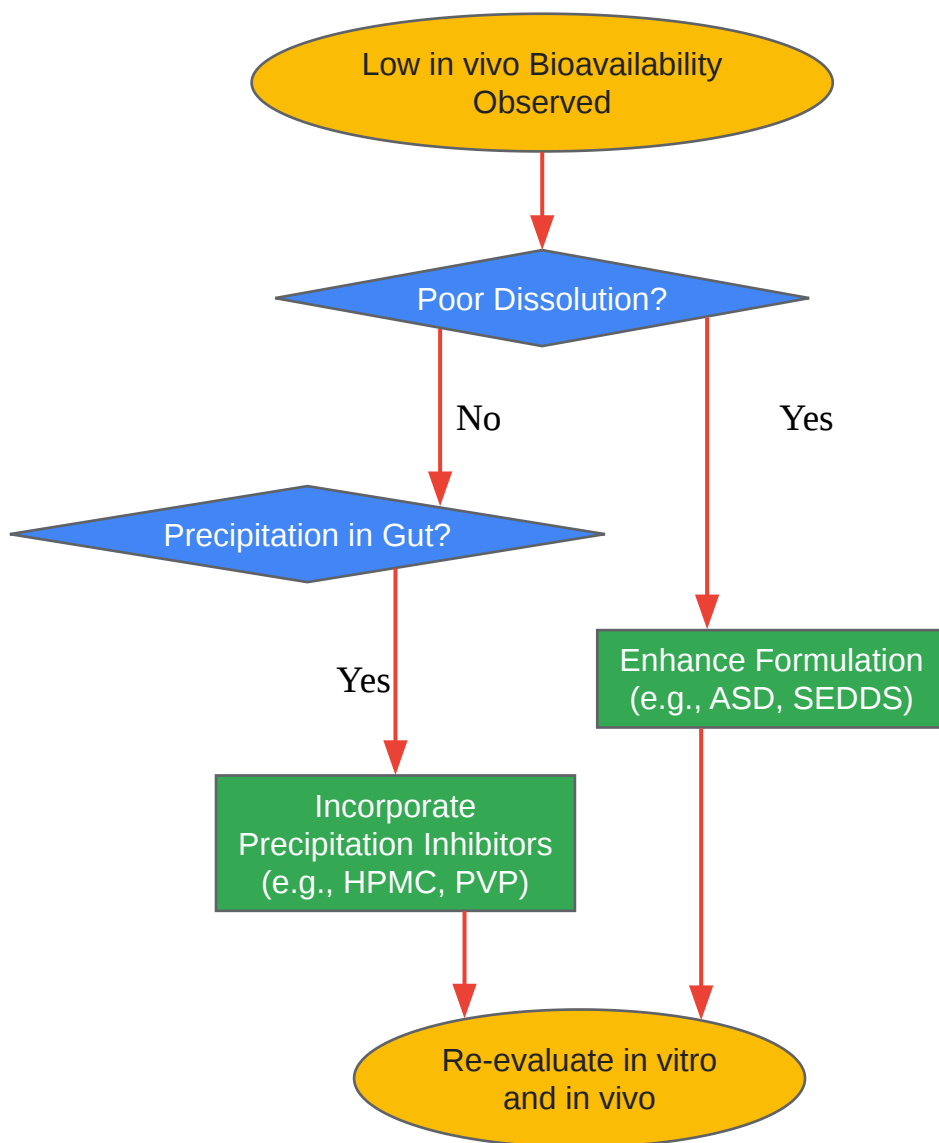 Low in vivo Bioavailability
Observed
Poor Dissolution?
No
Yes
Precipitation in Gut?
Enhance Formulation
(e.g., ASD, SEDDS)
Yes
Incorporate
Precipitation Inhibitors
(e.g., HPMC, PVP)
Re-evaluate in vitro
and in vivo